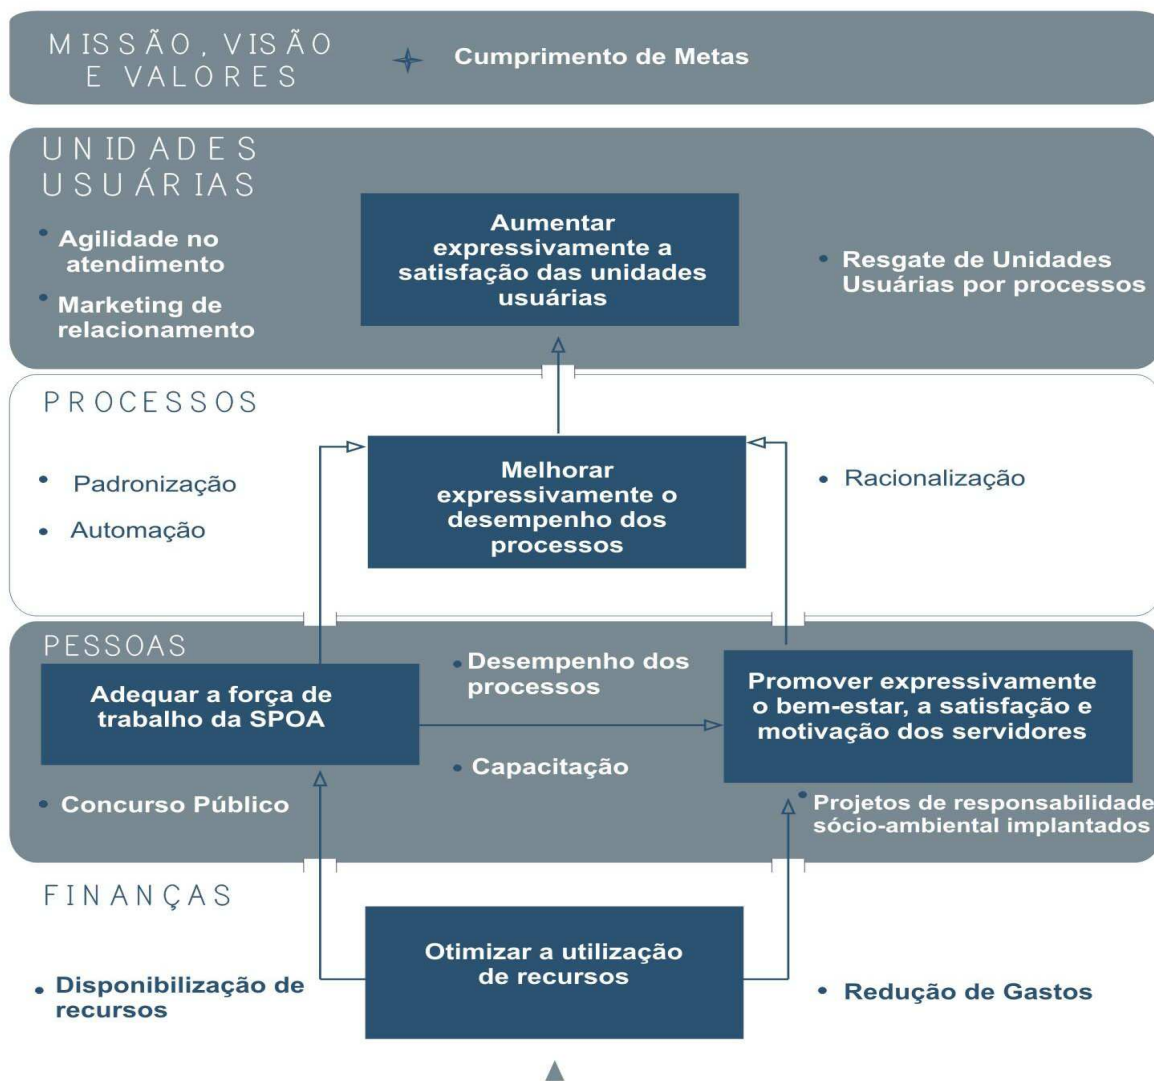 MISSÃO, VISÃO
E VALORES
Cumprimento de Metas
UNIDADES
USUÁRIAS
• Agilidade no
atendimento
• Marketing de
relacionamento
Aumentar
expressivamente a
satisfação das unidades
usuárias
• Resgate de Unidades
Usuárias por processos
PROCESSOS
• Padronização
• Automação
Melhorar
expressivamente o
desempenho dos
processos
• Racionalização
PESSOAS
Adequar a força de
trabalho da SPOA
• Desempenho dos
processos
• Capacitação
Promover expressivamente
o bem-estar, a satisfação e
motivação dos servidores
• Concurso Público
• Projetos de responsabilidade
sócio-ambiental implantados
FINANÇAS
• Disponibilização de
recursos
Otimizar a utilização
de recursos
• Redução de Gastos